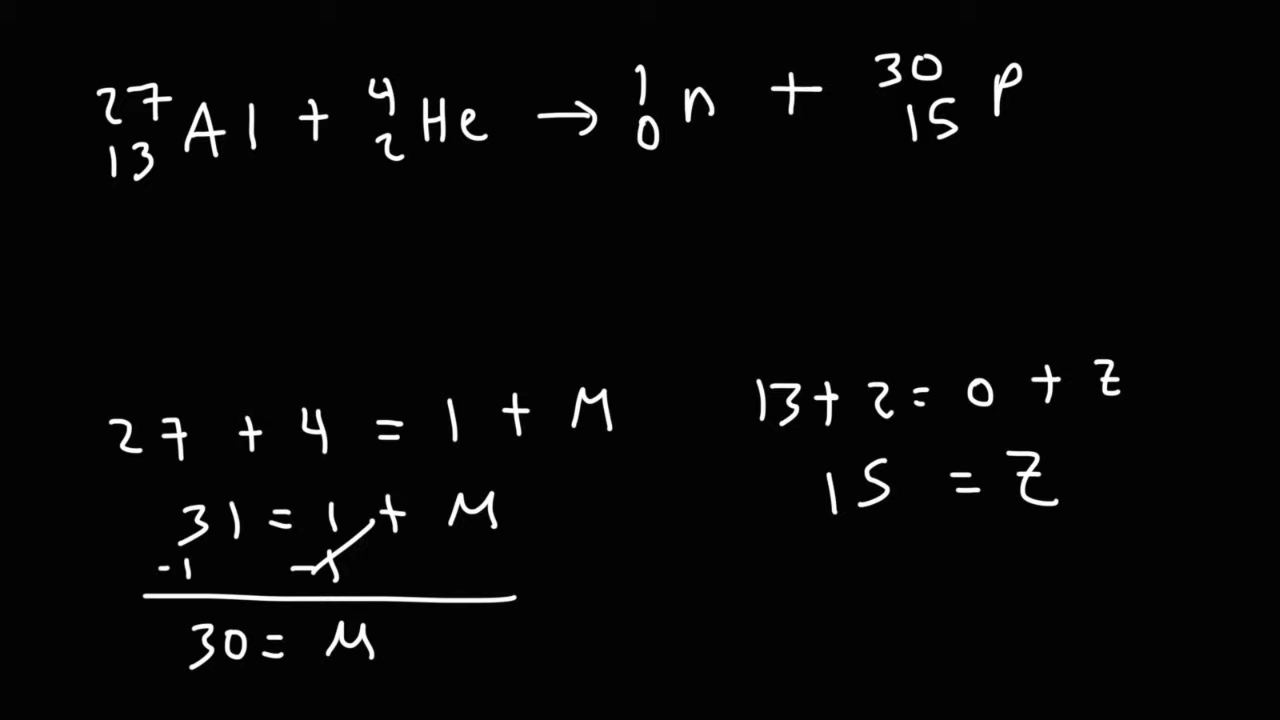 27 13 Al + 4 2 He → 1 0 n + 30 15 P
27 + 4 = 1 + M
31 = 1 + M
-1 -1
30 = M
13 + 2 = 0 + Z
15 = Z